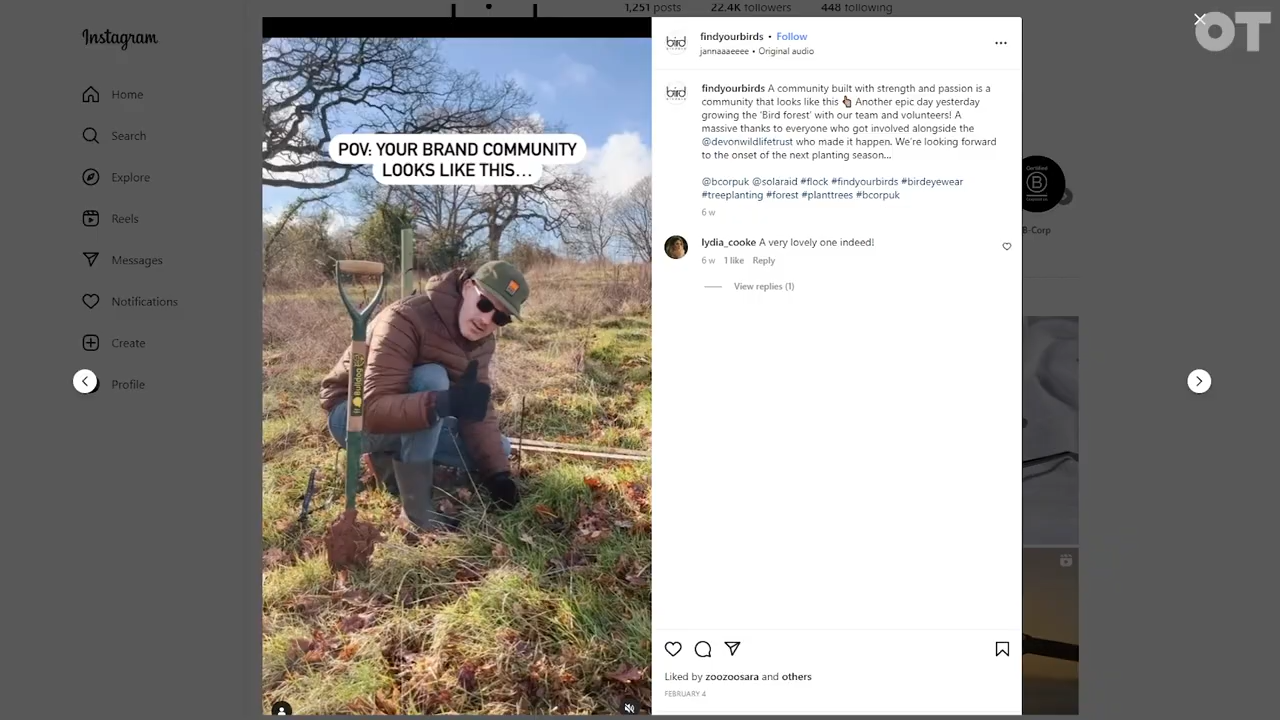 1,251 posts 22.4K followers 448 following
OT
Instagram
Home
Search
Explore
Reels
Messages
Notifications
Create
Profile
POV: YOUR BRAND COMMUNITY
LOOKS LIKE THIS...
Bulldog
bird
findyourbirds • Follow
jannaaaeeee • Original audio
bird
findyourbirds A community built with strength and passion is a
community that looks like this 👆🏽 Another epic day yesterday
growing the 'Bird forest' with our team and volunteers! A
massive thanks to everyone who got involved alongside the
@devonwildlifetrust who made it happen. We're looking forward
to the onset of the next planting season...
@bcorpuk @solaraid #flock #findyourbirds #birdeyewear
#treeplanting #forest #planttrees #bcorpuk
6 w
lydia_cooke A very lovely one indeed!
6 w 1 like Reply
View replies (1)
Liked by zoozoosara and others
FEBRUARY 4
Certified
B
Corporation
B-Corp